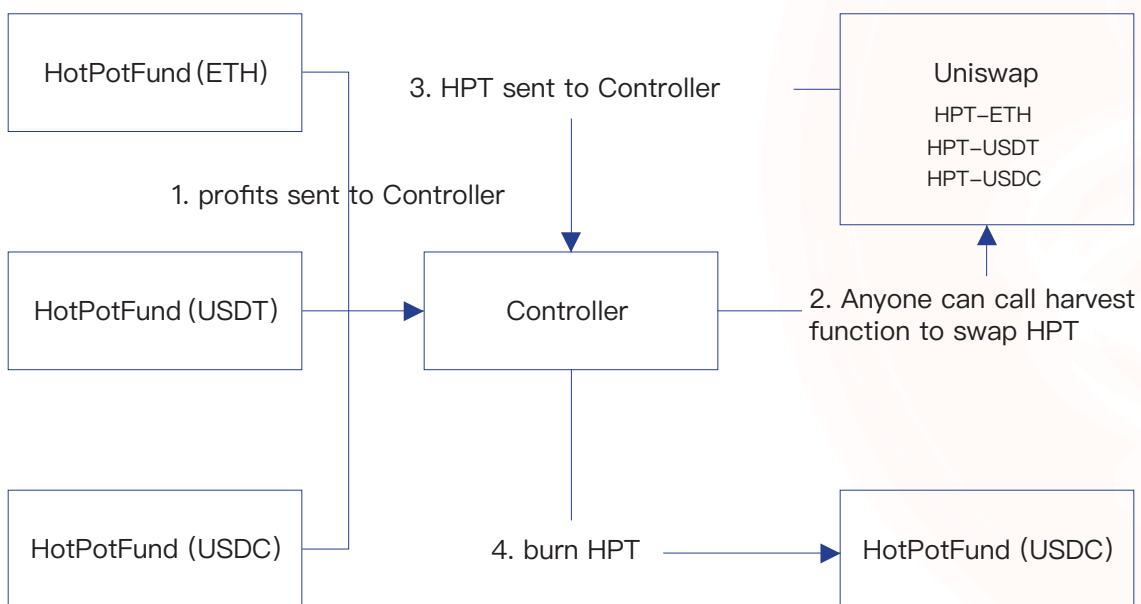 HotPotFund (ETH)
3. HPT sent to Controller
Uniswap
HPT-ETH
HPT-USDT
HPT-USDC
1. profits sent to Controller
HotPotFund (USDT)
Controller
2. Anyone can call harvest
function to swap HPT
HotPotFund (USDC)
4. burn HPT
HotPotFund (USDC)